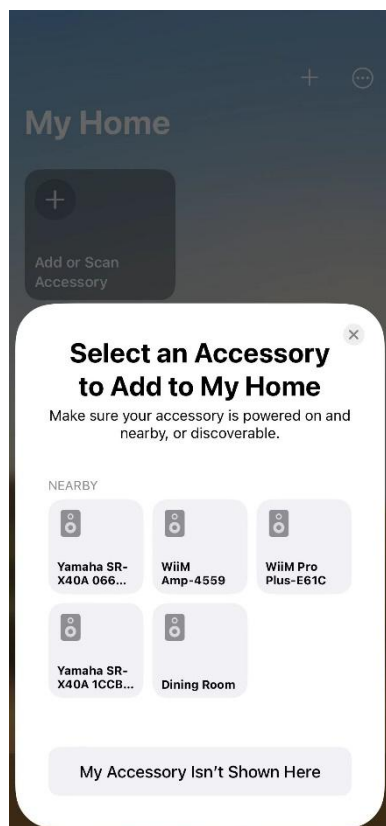 My Home
Add or Scan
Accessory
Select an Accessory
to Add to My Home
Make sure your accessory is powered on and
nearby, or discoverable.
NEARBY
Yamaha SR-
X40A 066...
WiiM
Amp-4559
WiiM Pro
Plus-E61C
Yamaha SR-
X40A 1CCB...
Dining Room
My Accessory Isn't Shown Here